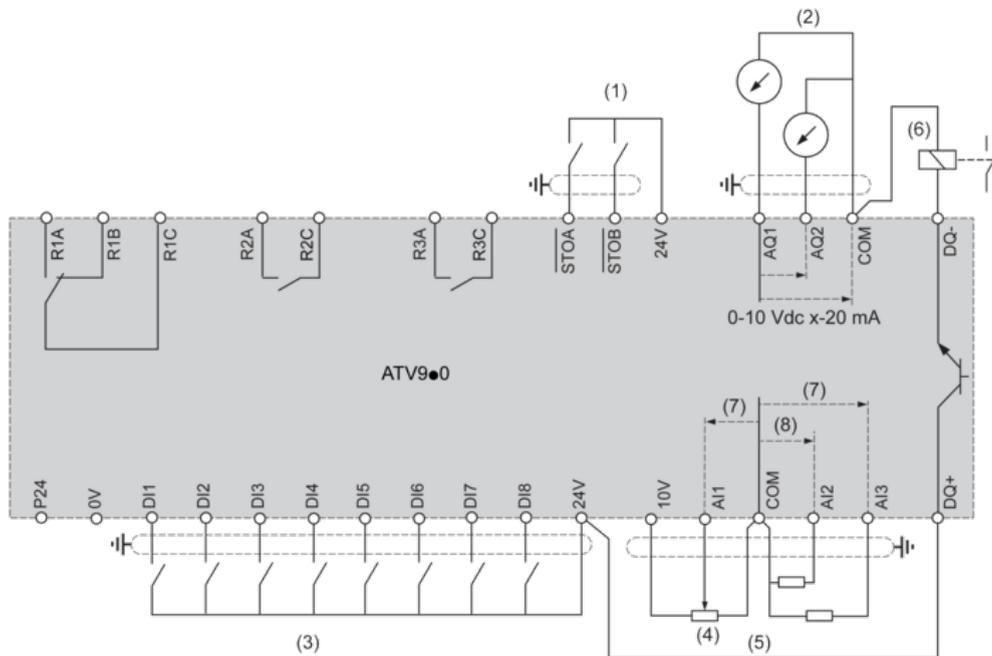 (2)
(1)
(6)
R1A
R1B
R1C
R2A
R2C
R3A
R3C
STOA
STOB
24V
AQ1
AQ2
COM
DQ-
0-10 Vdc x-20 mA
ATV9●0
(7)
(7)
(8)
P24
0V
DI1
DI2
DI3
DI4
DI5
DI6
DI7
DI8
24V
10V
AI1
COM
AI2
AI3
DQ+
(3)
(4)
(5)